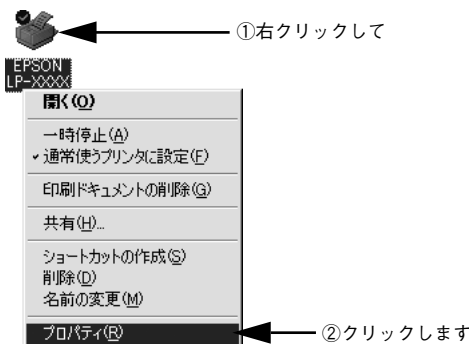 ①右クリックして
EPSON
LP-XXXX
開く(O)
一時停止(A)
通常使うプリンタに設定(F)
印刷ドキュメントの削除(G)
共有(H)...
ショートカットの作成(S)
削除(D)
名前の変更(M)
プロパティ(R)
②クリックします